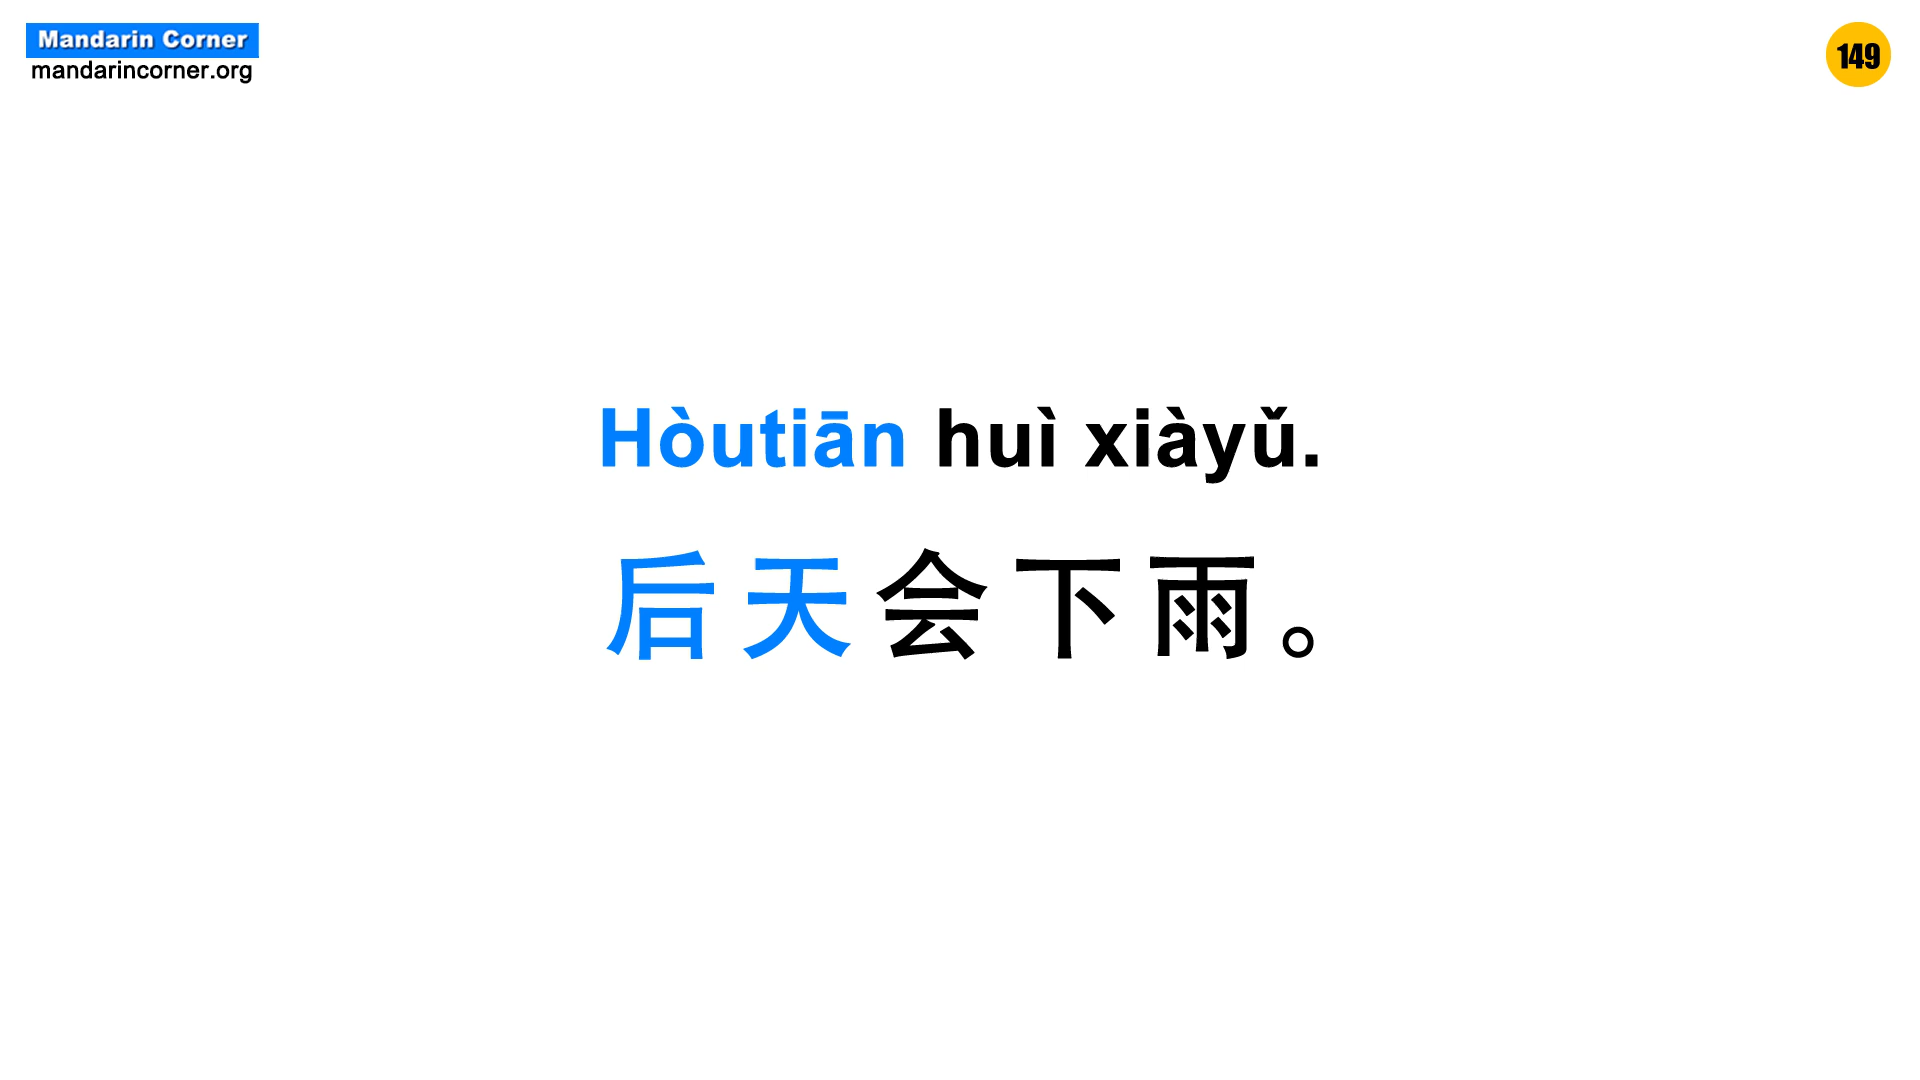 Mandarin Corner
mandarincorner.org
149
Hòutiān huì xiàyǔ.
后天会下雨。